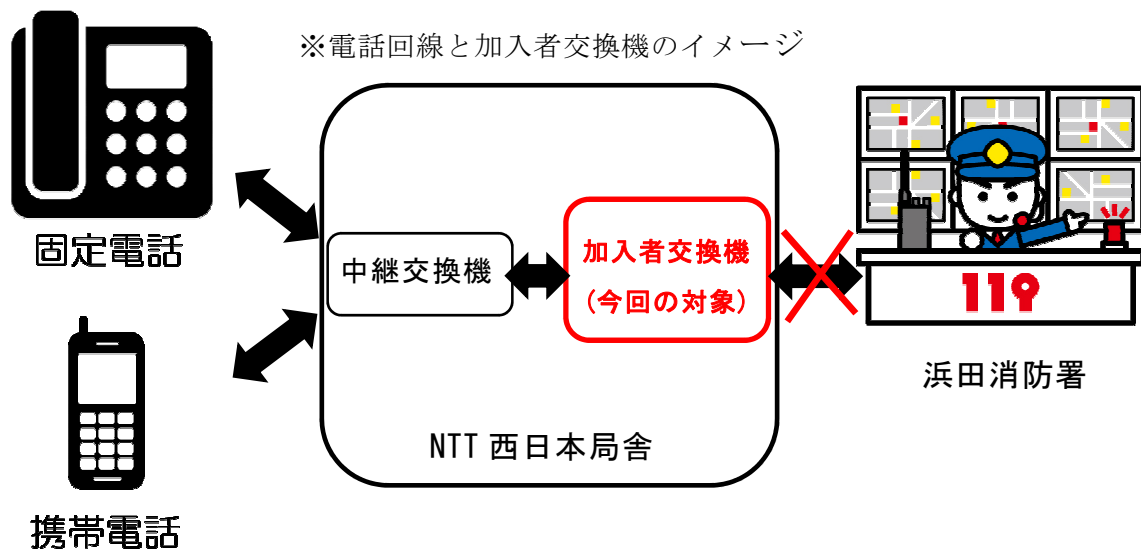 ※電話回線と加入者交換機のイメージ
固定電話
中継交換機
加入者交換機
(今回の対象)
119
浜田消防署
NTT 西日本局舎
携帯電話